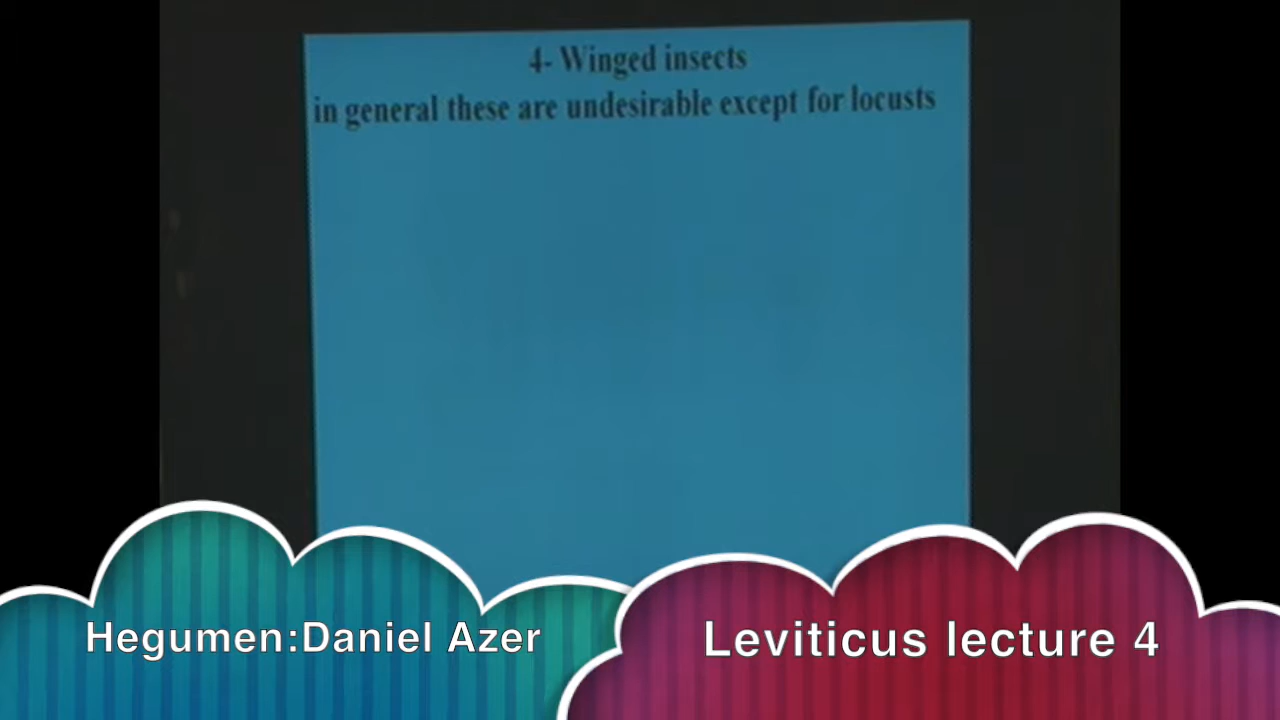 4- Winged insects
in general these are undesirable except for locusts
Hegumen:Daniel Azer
Leviticus lecture 4